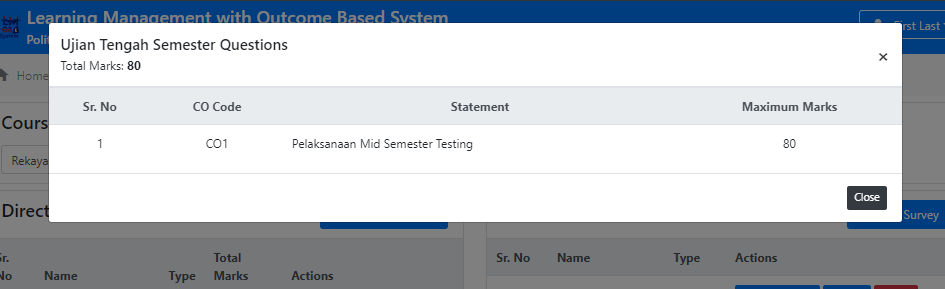 Learning Management with Outcome Based System
First Last
Home
Ujian Tengah Semester Questions
Total Marks: 80
×
Sr. No CO Code Statement Maximum Marks
1 CO1 Pelaksanaan Mid Semester Testing 80
Close
Cours
Rekaya
Direct
Survey
Sr. No Name Type Total Marks Actions
Sr. No Name Type Actions